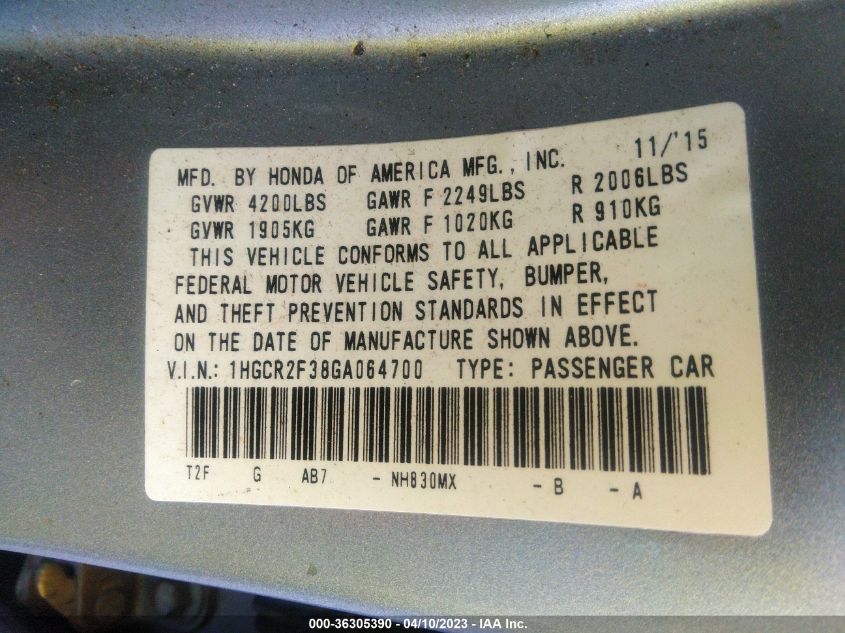 MFD. BY HONDA OF AMERICA MFG., INC. 11/'15
GVWR 4200LBS GAWR F 2249LBS R 2006LBS
GVWR 1905KG GAWR F 1020KG R 910KG
THIS VEHICLE CONFORMS TO ALL APPLICABLE
FEDERAL MOTOR VEHICLE SAFETY, BUMPER,
AND THEFT PREVENTION STANDARDS IN EFFECT
ON THE DATE OF MANUFACTURE SHOWN ABOVE.
V.I.N.: 1HGCR2F38GA064700 TYPE: PASSENGER CAR
T2F G AB7 - NH830MX - B - A
000-36305390 - 04/10/2023 - IAA Inc.